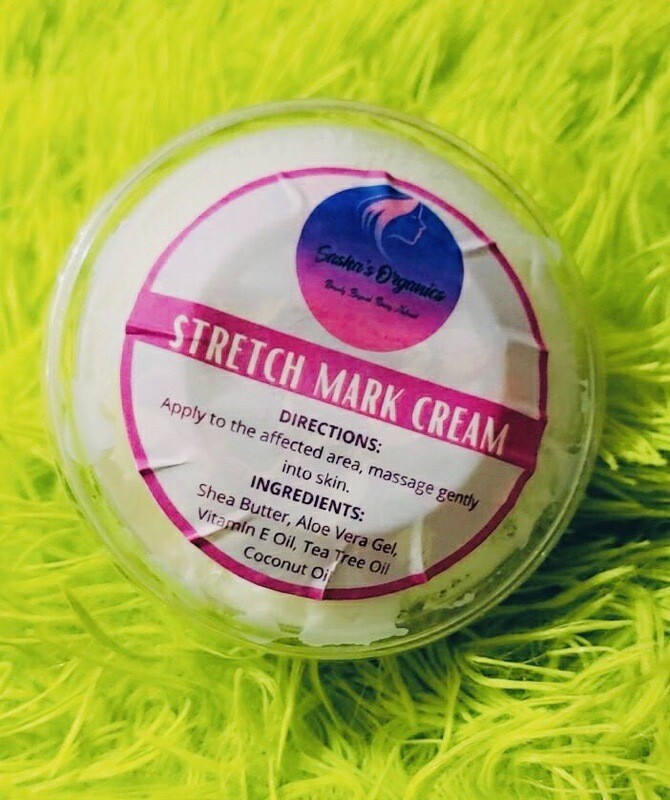 Sasha's Organics
STRETCH MARK CREAM
DIRECTIONS:
Apply to the affected area, massage gently
into skin.
INGREDIENTS:
Shea Butter, Aloe Vera Gel,
Vitamin E Oil, Tea Tree Oil
Coconut Oil